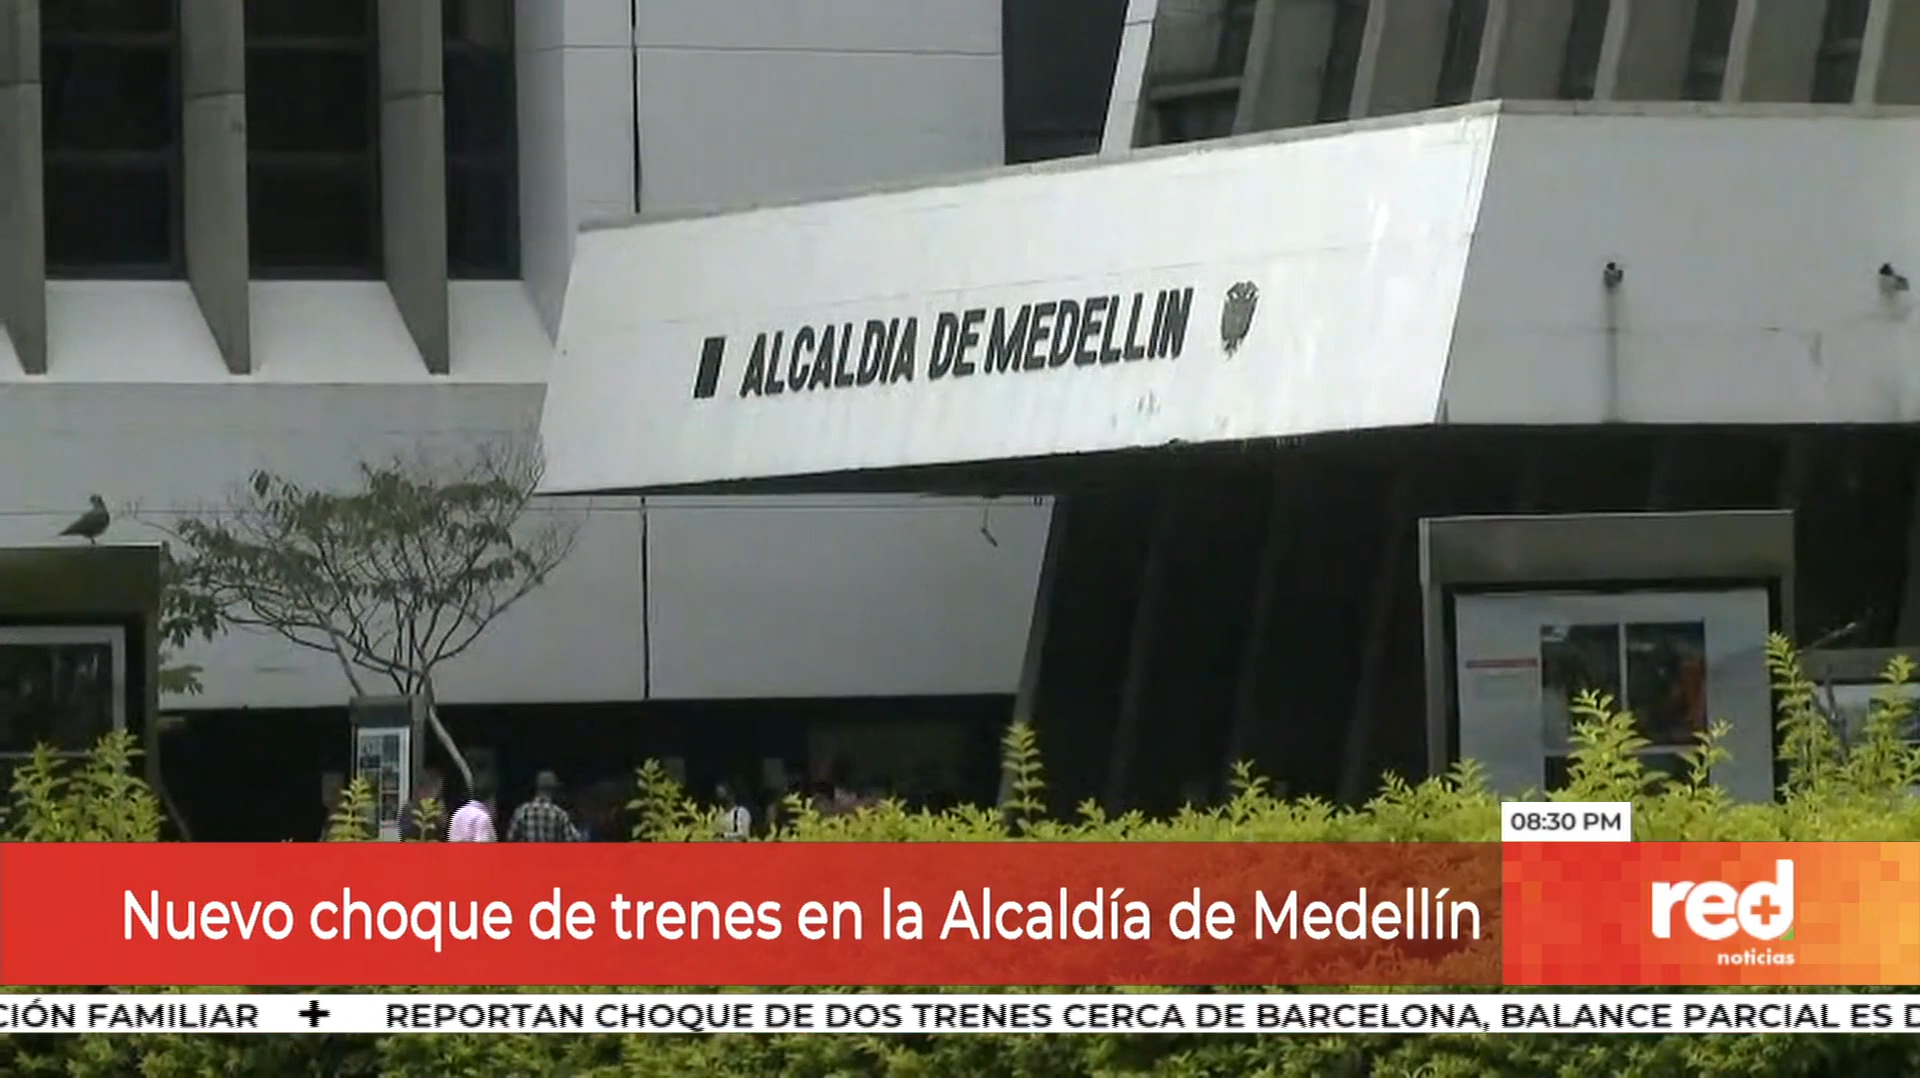 ALCALDIA DE MEDELLIN
08:30 PM
Nuevo choque de trenes en la Alcaldía de Medellín
red+
noticias
CIÓN FAMILIAR + REPORTAN CHOQUE DE DOS TRENES CERCA DE BARCELONA, BALANCE PARCIAL ES D